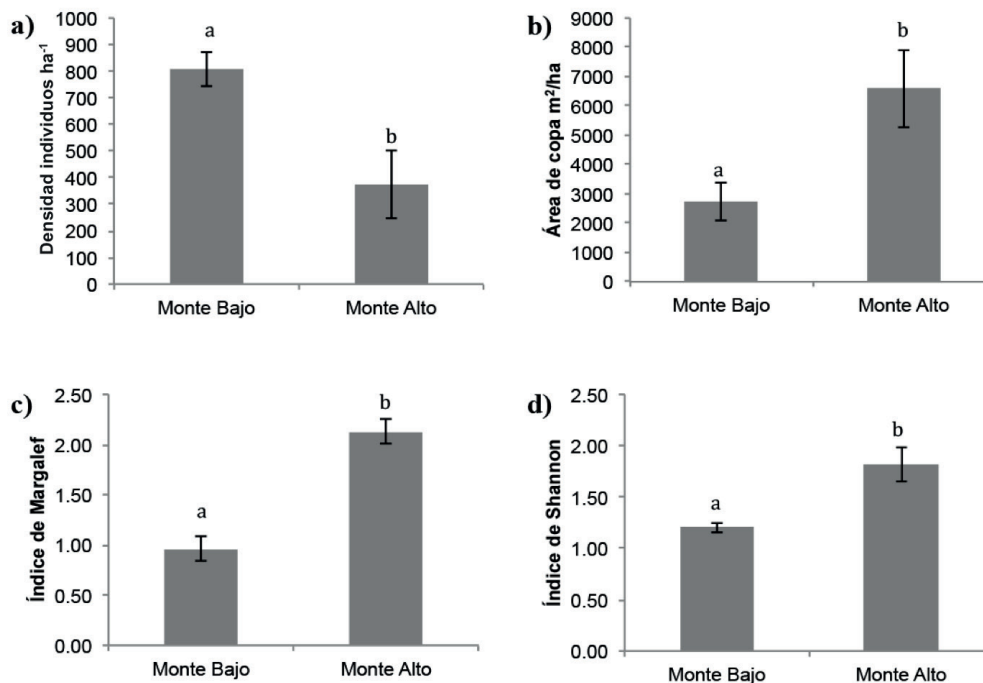 a)
Densidad individuos ha⁻¹
1000
900
800
700
600
500
400
300
200
100
0
a
b
Monte Bajo
Monte Alto
b)
Área de copa m²/ha
9000
8000
7000
6000
5000
4000
3000
2000
1000
0
a
b
Monte Bajo
Monte Alto
c)
Índice de Margalef
2.50
2.00
1.50
1.00
0.50
0.00
a
b
Monte Bajo
Monte Alto
d)
Índice de Shannon
2.50
2.00
1.50
1.00
0.50
0.00
a
b
Monte Bajo
Monte Alto